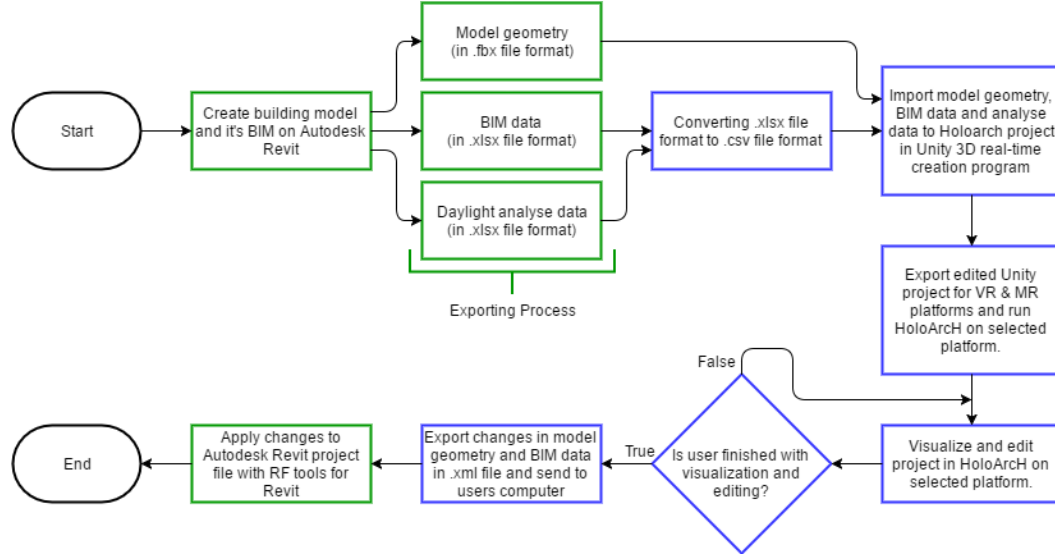 Start
Create building model
and it's BIM on Autodesk
Revit
Model geometry
(in .fbx file format)
BIM data
(in .xlsx file format)
Daylight analyse data
(in .xlsx file format)
Exporting Process
Converting .xlsx file
format to .csv file format
Import model geometry,
BIM data and analyse
data to Holoarch project
in Unity 3D real-time
creation program
Export edited Unity
project for VR & MR
platforms and run
HoloArcH on selected
platform.
Visualize and edit
project in HoloArcH on
selected platform.
False
Is user finished with
visualization and
editing?
True
Export changes in model
geometry and BIM data
in .xml file and send to
users computer
Apply changes to
Autodesk Revit project
file with RF tools for
Revit
End